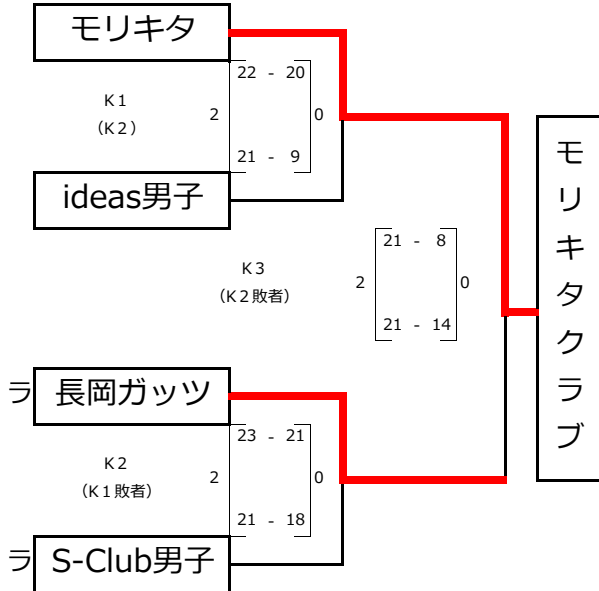 モリキタ
22 - 20
K1
(K2)
2
0
21 - 9
ideas男子
21 - 8
K3
(K2敗者)
2
0
21 - 14
モリキタクラブ
ラ 長岡ガッツ
23 - 21
K2
(K1敗者)
2
0
21 - 18
ラ S-Club男子